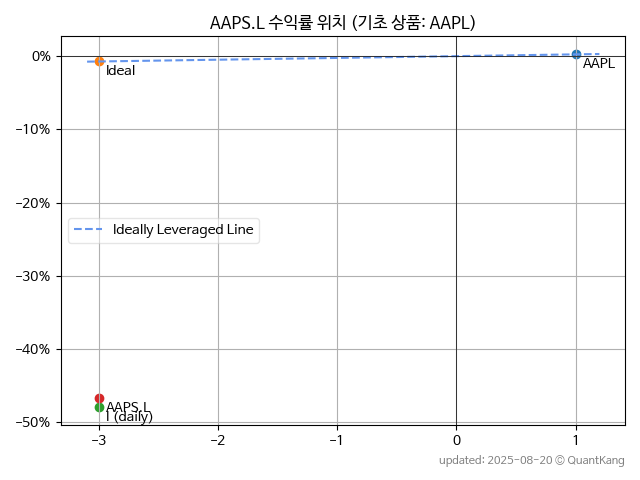 AAPS.L 수익률 위치 (기초 상품: AAPL)
0%
Ideal
AAPL
-10%
-20%
Ideally Leveraged Line
-30%
-40%
AAPS.L
(daily)
-50%
-3
-2
-1
0
1
updated: 2025-08-20 © QuantKang